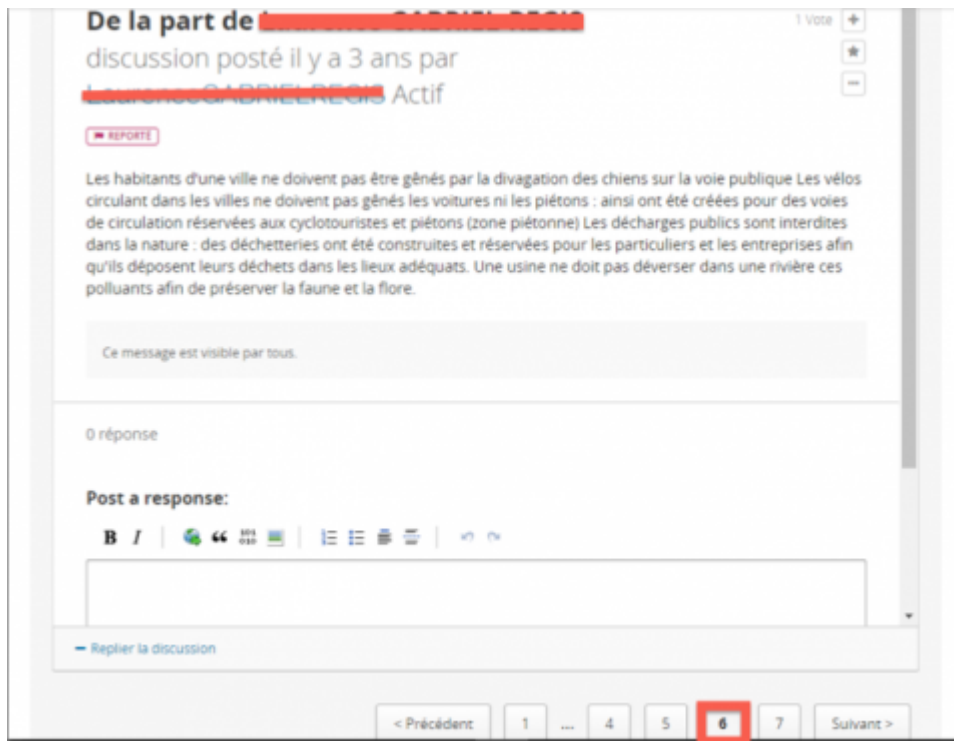 De la part de
1 Vote
discussion posté il y a 3 ans par
Actif
REPORTÉ
Les habitants d'une ville ne doivent pas être gênés par la divagation des chiens sur la voie publique Les vélos
circulant dans les villes ne doivent pas gênés les voitures ni les piétons : ainsi ont été créées pour des voies
de circulation réservées aux cyclotouristes et piétons (zone piétonne) Les décharges publics sont interdites
dans la nature : des déchetteries ont été construites et réservées pour les particuliers et les entreprises afin
qu'ils déposent leurs déchets dans les lieux adéquats. Une usine ne doit pas déverser dans une rivière ces
polluants afin de préserver la faune et la flore.
Ce message est visible par tous.
0 réponse
Post a response:
B I
Replier la discussion
< Précédent 1 ... 4 5 6 7 Suivant >